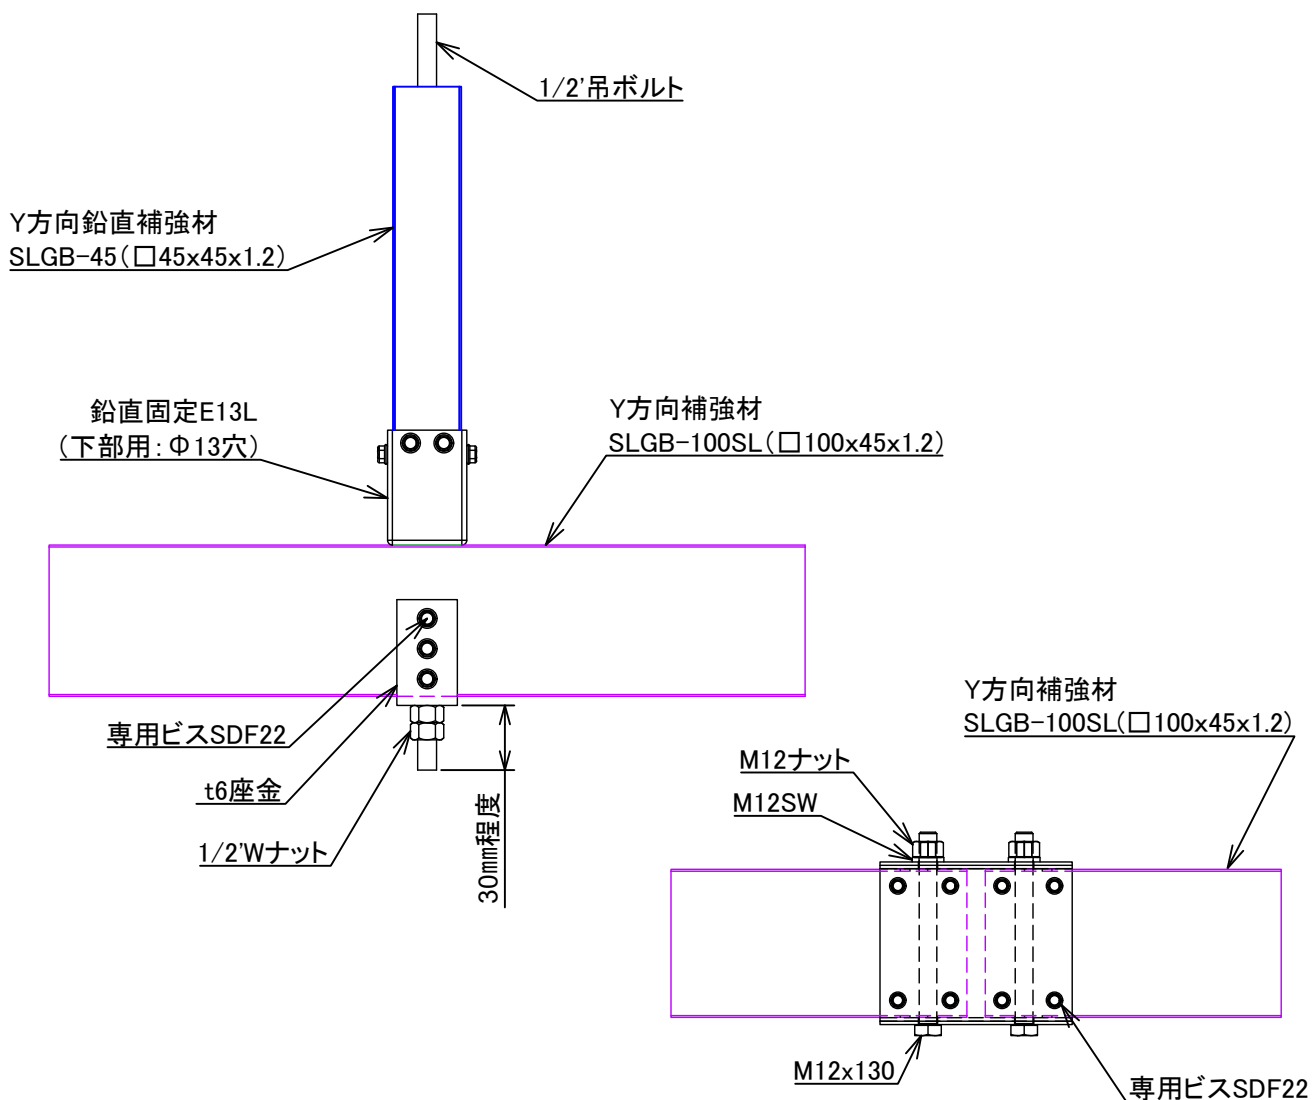 1/2'吊ボルト
Y方向鉛直補強材
SLGB-45(□45x45x1.2)
鉛直固定E13L
(下部用:Φ13穴)
Y方向補強材
SLGB-100SL(□100x45x1.2)
専用ビスSDF22
t6座金
1/2'Wナット
30mm程度
Y方向補強材
SLGB-100SL(□100x45x1.2)
M12ナット
M12SW
M12x130
専用ビスSDF22